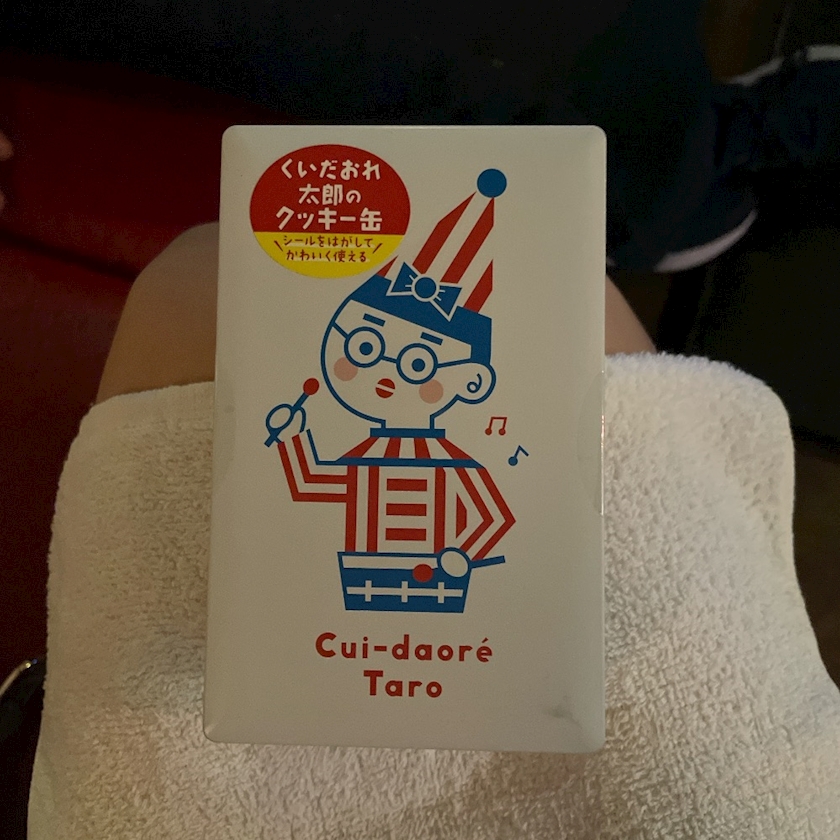 くいだおれ
太郎の
クッキー缶
シールをはがして
かわいく使える
Cui-daoré
Taro